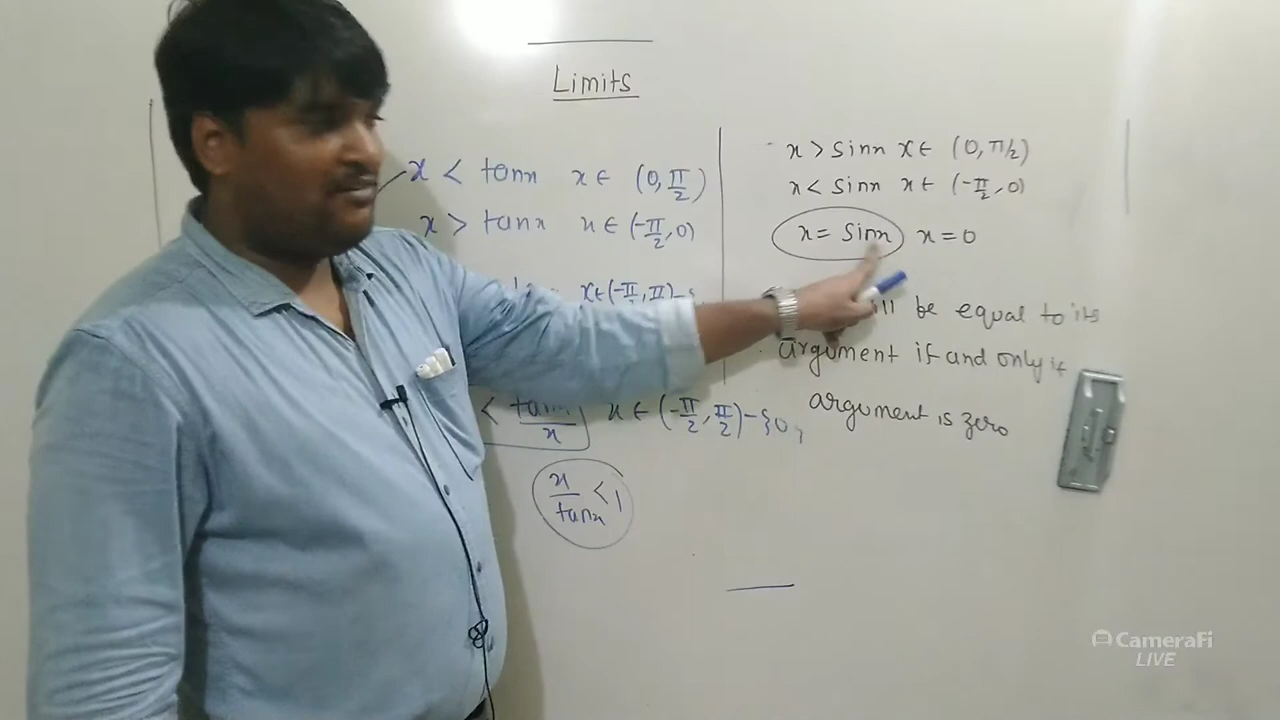 Limits
x < tanx x ∈ (0, π/2)
x > tanx x ∈ (-π/2, 0)
x ∈ (-π/2, π)-{
< tanx/x x ∈ (-π/2, π/2)-{0}
x/tanx < 1
x > sinx x ∈ (0, π/2)
x < sinx x ∈ (-π/2, 0)
x = sinx x = 0
be equal to its
argument if and only if
argument is zero
CameraFi
LIVE